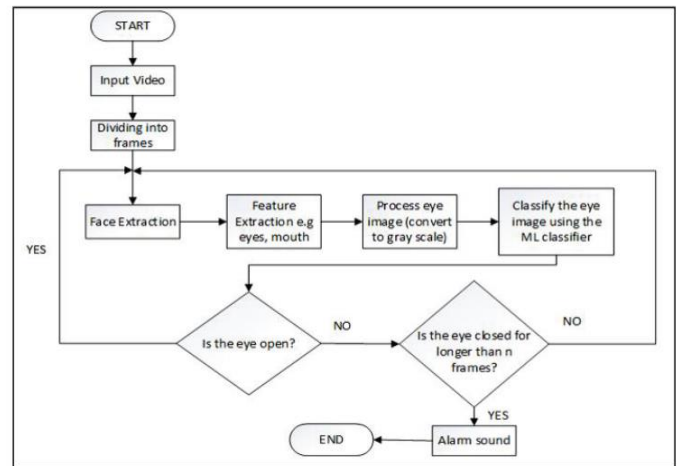 START
Input Video
Dividing into
frames
Face Extraction
Feature
Extraction e.g
eyes, mouth
Process eye
image (convert
to gray scale)
Classify the eye
image using the
ML classifier
YES
Is the eye open?
NO
Is the eye closed for
longer than n
frames?
NO
YES
END
Alarm sound